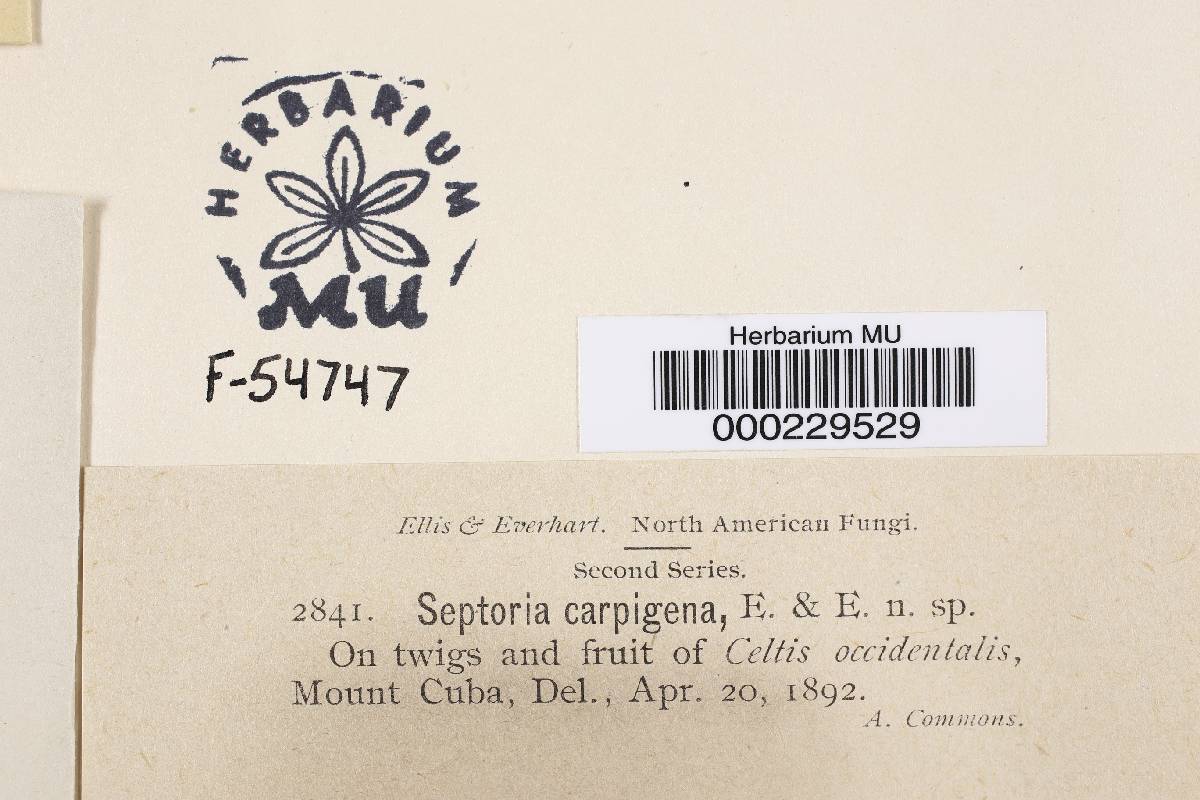 HERBARIUM
MU
F-54747
Herbarium MU
000229529
Ellis & Everhart. North American Fungi.
Second Series.
2841. Septoria carpigena, E. & E. n. sp.
On twigs and fruit of Celtis occidentalis,
Mount Cuba, Del., Apr. 20, 1892.
A. Commons.